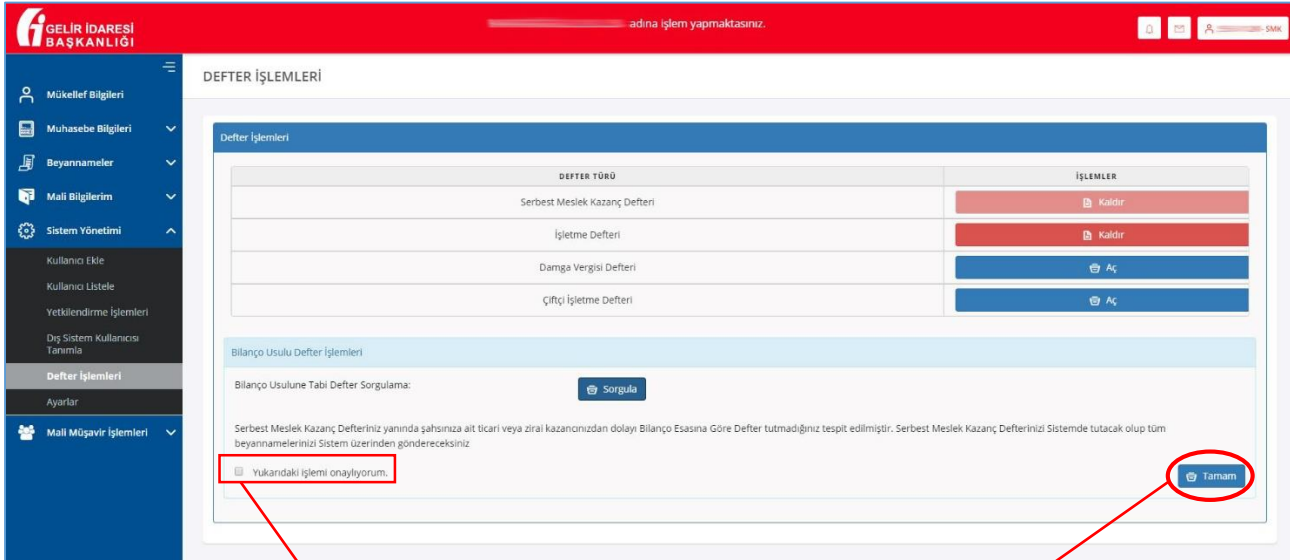 GELİR İDARESİ
BAŞKANLIĞI
adına işlem yapmaktasınız.
SMK
DEFTER İŞLEMLERİ
Mükellef Bilgileri
Muhasebe Bilgileri
Beyannameler
Mali Bilgilerim
Sistem Yönetimi
Kullanıcı Ekle
Kullanıcı Listele
Yetkilendirme İşlemleri
Dış Sistem Kullanıcısı
Tanımla
Defter İşlemleri
Ayarlar
Mali Müşavir İşlemleri
Defter İşlemleri
DEFTER TÜRÜ İŞLEMLER
Serbest Meslek Kazanç Defteri Kaldır
İşletme Defteri Kaldır
Damga Vergisi Defteri Aç
Çiftçi İşletme Defteri Aç
Bilanço Usulu Defter İşlemleri
Bilanço Usulune Tabi Defter Sorgulama: Sorgula
Serbest Meslek Kazanç Defteriniz yanında şahsınıza ait ticari veya zirai kazancınızdan dolayı Bilanço Esasına Göre Defter tutmadığınız tespit edilmiştir. Serbest Meslek Kazanç Defterinizi Sistemde tutacak olup tüm
beyannamelerinizi Sistem üzerinden göndereceksiniz
Yukarıdaki işlemi onaylıyorum.
Tamam